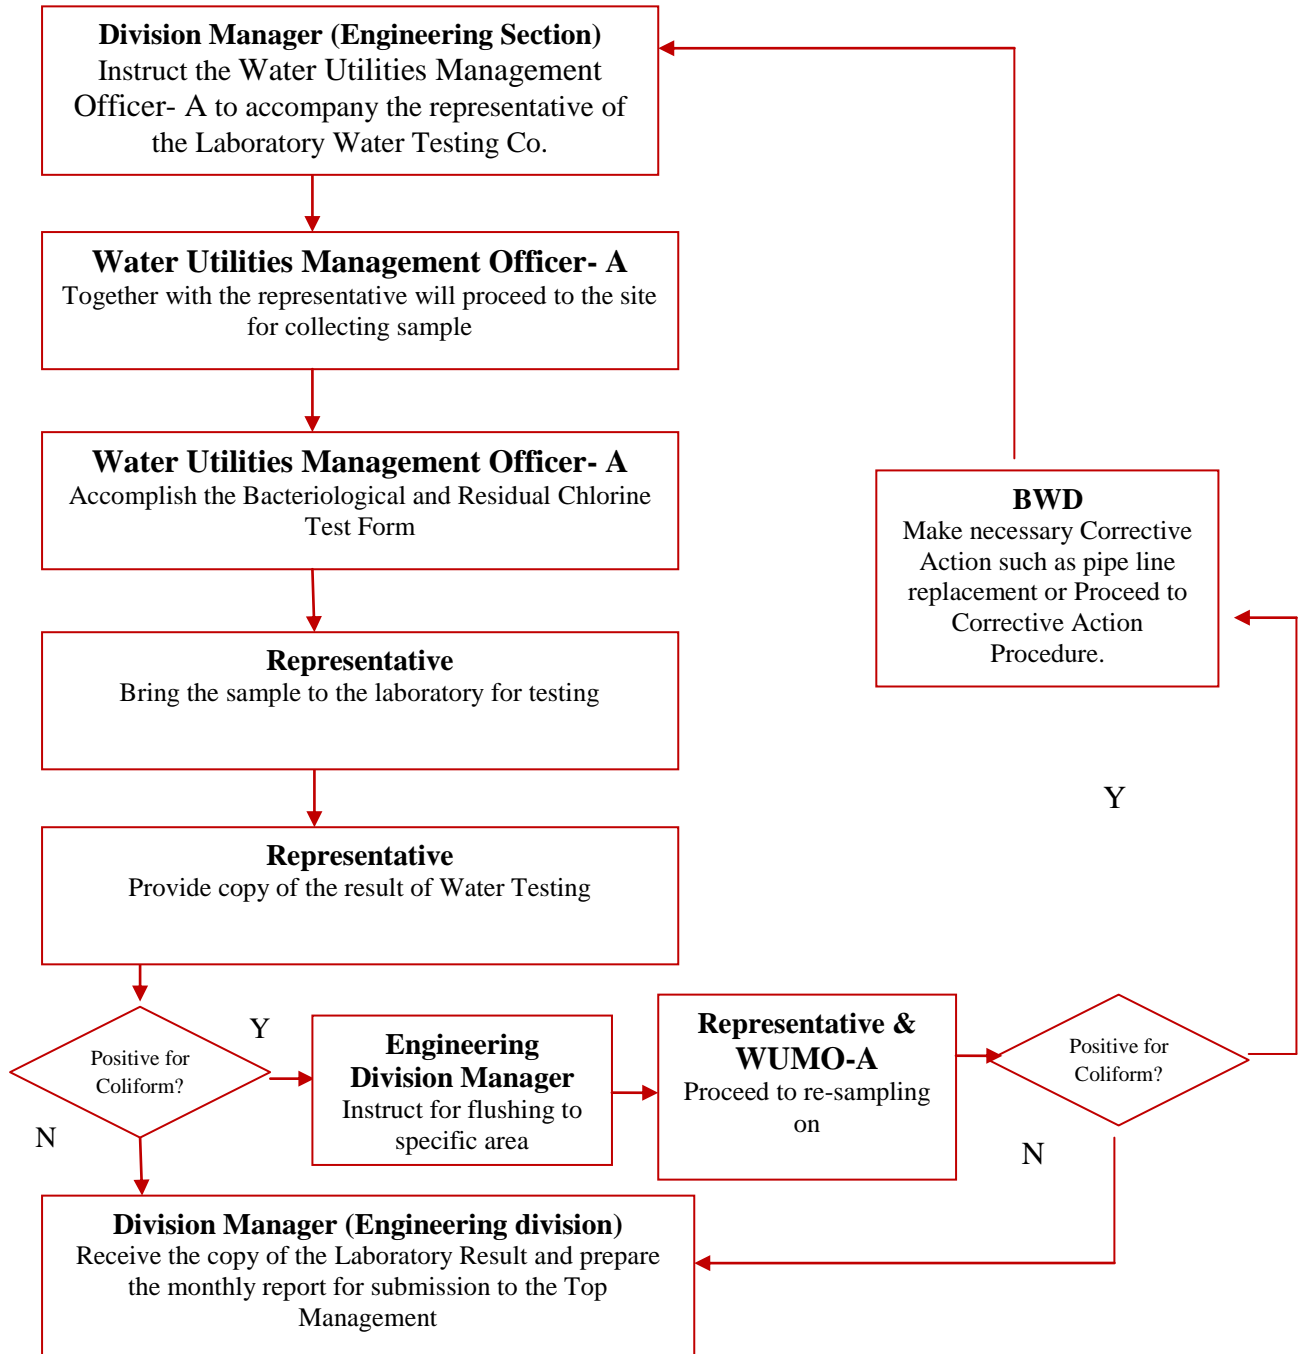 Division Manager (Engineering Section)
Instruct the Water Utilities Management
Officer- A to accompany the representative of
the Laboratory Water Testing Co.
Water Utilities Management Officer- A
Together with the representative will proceed to the site
for collecting sample
Water Utilities Management Officer- A
Accomplish the Bacteriological and Residual Chlorine
Test Form
BWD
Make necessary Corrective
Action such as pipe line
replacement or Proceed to
Corrective Action
Procedure.
Representative
Bring the sample to the laboratory for testing
Y
Representative
Provide copy of the result of Water Testing
Positive for
Coliform?
Y
N
Engineering
Division Manager
Instruct for flushing to
specific area
Representative &
WUMO-A
Proceed to re-sampling
on
Positive for
Coliform?
N
Division Manager (Engineering division)
Receive the copy of the Laboratory Result and prepare
the monthly report for submission to the Top
Management